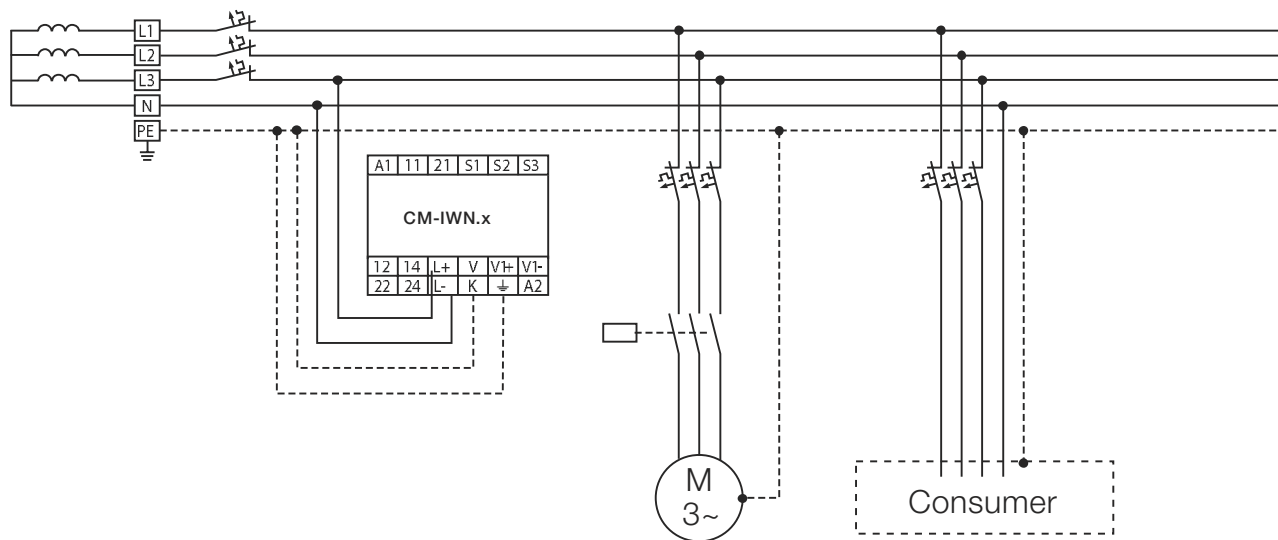 L1
L2
L3
N
PE
A1 11 21 S1 S2 S3
CM-IWN.x
12 14 L+ V V1+ V1-
22 24 L- K ⏚ A2
M
3~
Consumer